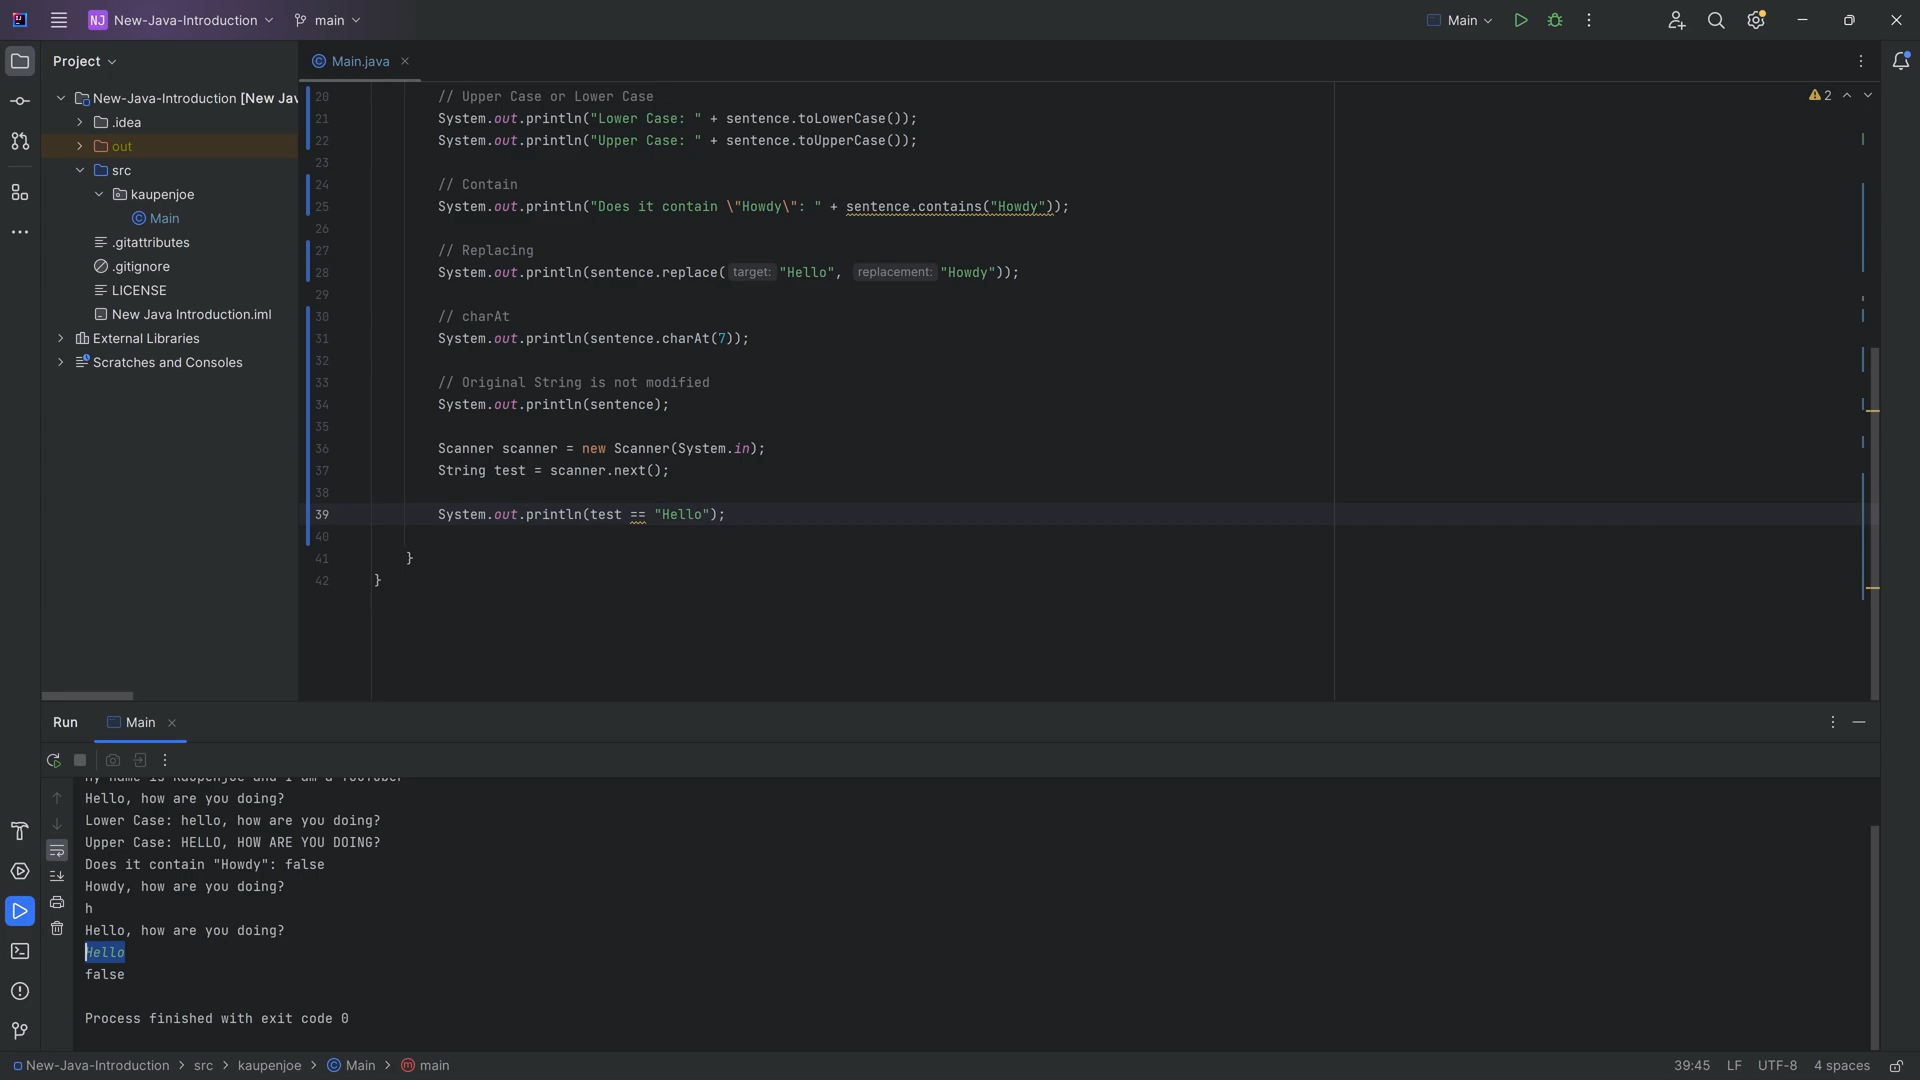 NJ New-Java-Introduction main Main
Project
Main.java
New-Java-Introduction [New Jav
.idea
out
src
kaupenjoe
Main
.gitattributes
.gitignore
LICENSE
New Java Introduction.iml
External Libraries
Scratches and Consoles
2
20 // Upper Case or Lower Case
21 System.out.println("Lower Case: " + sentence.toLowerCase());
22 System.out.println("Upper Case: " + sentence.toUpperCase());
23
24 // Contain
25 System.out.println("Does it contain \"Howdy\": " + sentence.contains("Howdy"));
26
27 // Replacing
28 System.out.println(sentence.replace( target: "Hello", replacement: "Howdy"));
29
30 // charAt
31 System.out.println(sentence.charAt(7));
32
33 // Original String is not modified
34 System.out.println(sentence);
35
36 Scanner scanner = new Scanner(System.in);
37 String test = scanner.next();
38
39 System.out.println(test == "Hello");
40
41 }
42 }
Run Main
My name is Kaupenjoe and I am a YouTuber
Hello, how are you doing?
Lower Case: hello, how are you doing?
Upper Case: HELLO, HOW ARE YOU DOING?
Does it contain "Howdy": false
Howdy, how are you doing?
h
Hello, how are you doing?
Hello
false
Process finished with exit code 0
New-Java-Introduction > src > kaupenjoe > Main > main 39:45 LF UTF-8 4 spaces